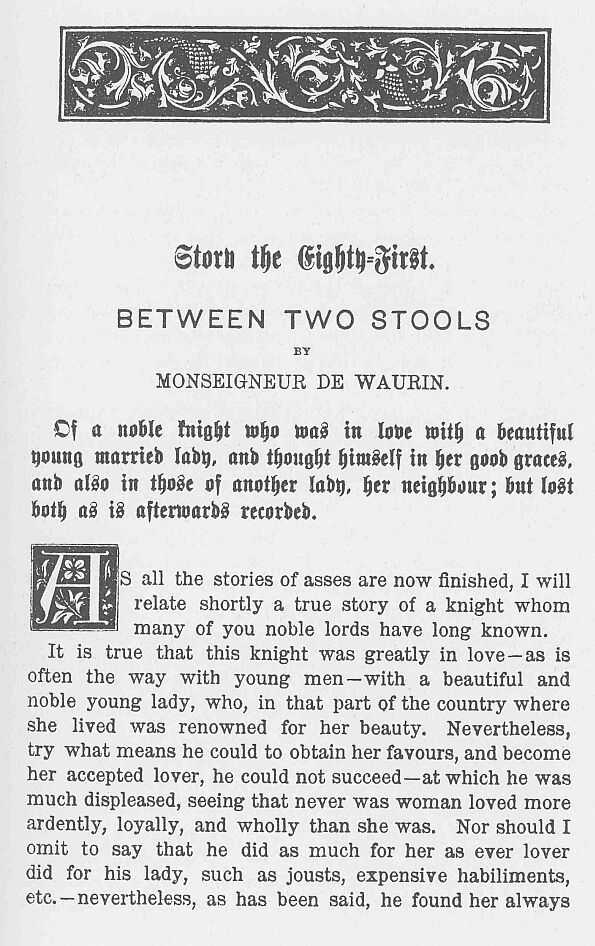 Story the Eighty-First.
BETWEEN TWO STOOLS
BY
MONSEIGNEUR DE WAURIN.
Of a noble knight who was in love with a beautiful
young married lady, and thought himself in her good graces,
and also in those of another lady, her neighbour; but lost
both as is afterwards recorded.
AS all the stories of asses are now finished, I will
relate shortly a true story of a knight whom
many of you noble lords have long known.
It is true that this knight was greatly in love—as is
often the way with young men—with a beautiful and
noble young lady, who, in that part of the country where
she lived was renowned for her beauty. Nevertheless,
try what means he could to obtain her favours, and become
her accepted lover, he could not succeed—at which he was
much displeased, seeing that never was woman loved more
ardently, loyally, and wholly than she was. Nor should I
omit to say that he did as much for her as ever lover
did for his lady, such as jousts, expensive habiliments,
etc.—nevertheless, as has been said, he found her always